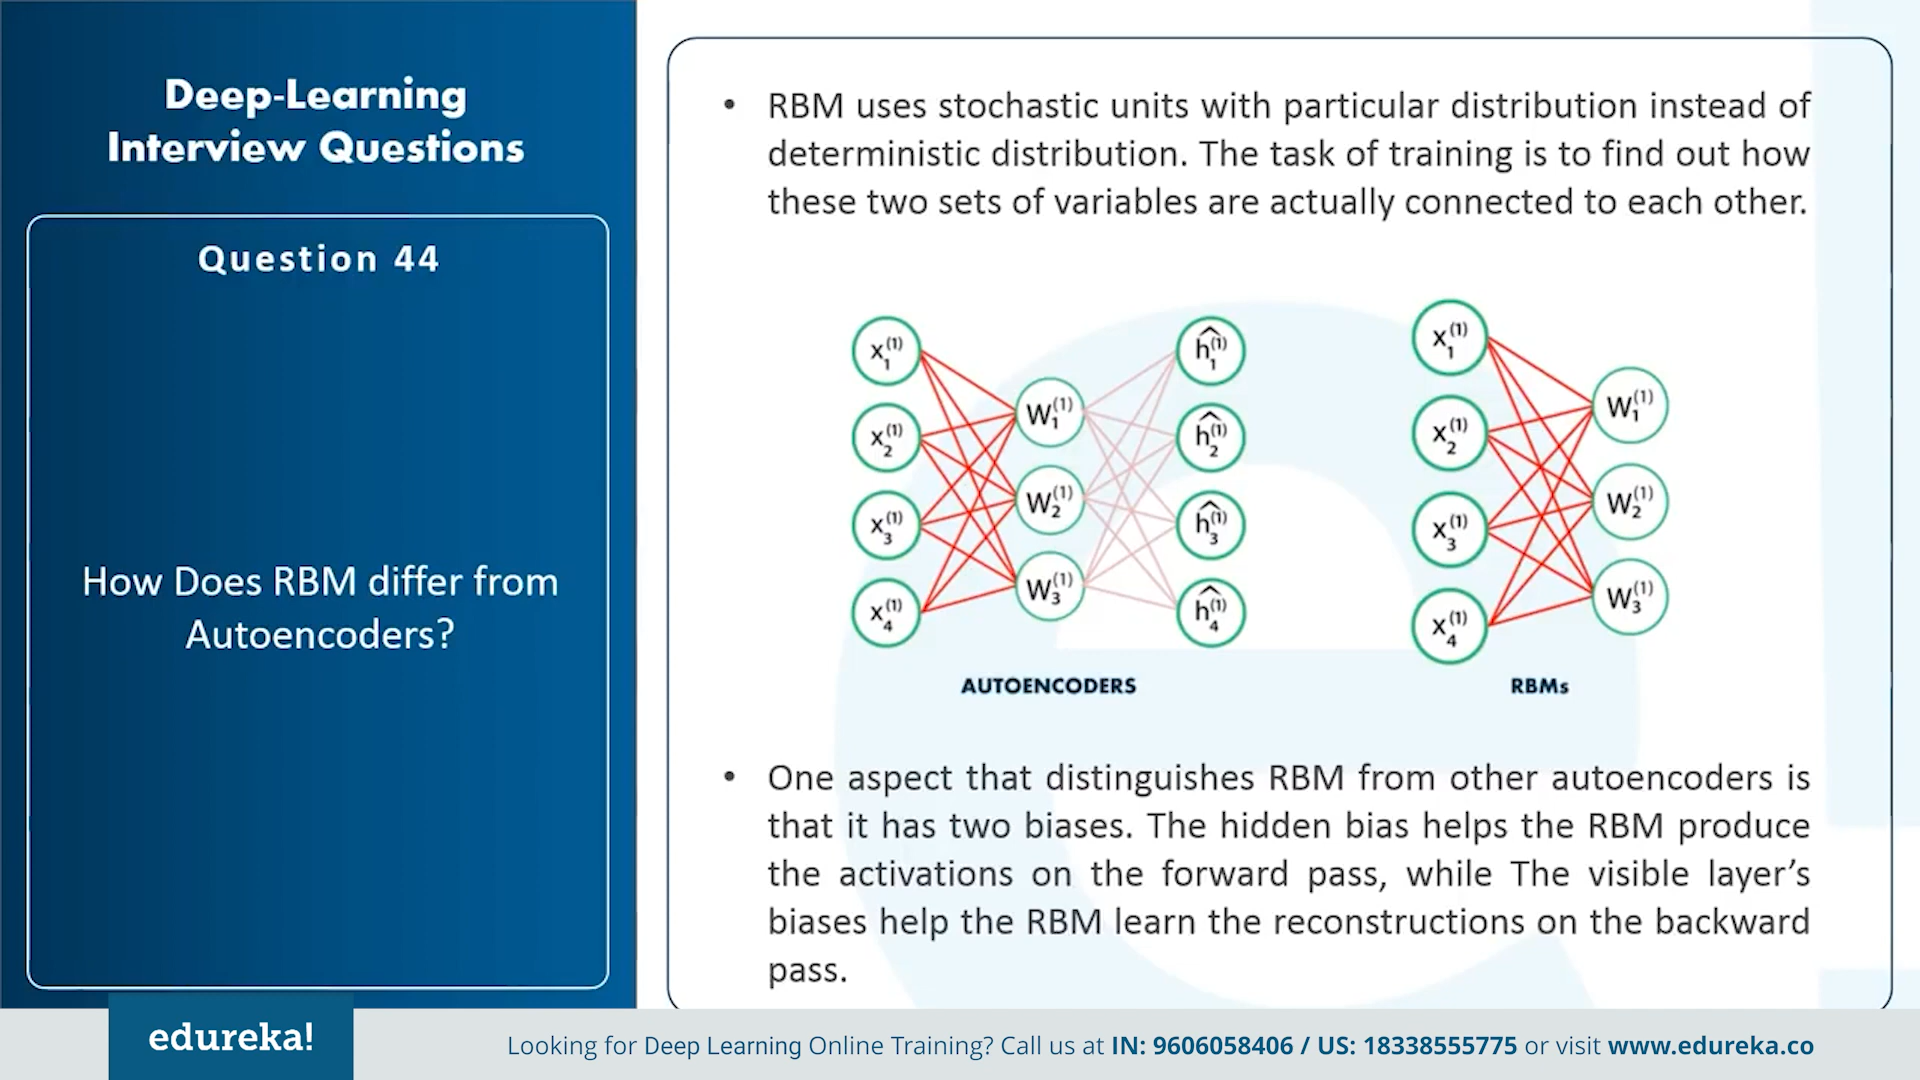 Deep-Learning
Interview Questions
Question 44
How Does RBM differ from
Autoencoders?
• RBM uses stochastic units with particular distribution instead of
deterministic distribution. The task of training is to find out how
these two sets of variables are actually connected to each other.
x₁⁽¹⁾
x₂⁽¹⁾
x₃⁽¹⁾
x₄⁽¹⁾
W₁⁽¹⁾
W₂⁽¹⁾
W₃⁽¹⁾
ĥ₁⁽¹⁾
ĥ₂⁽¹⁾
ĥ₃⁽¹⁾
ĥ₄⁽¹⁾
AUTOENCODERS
x₁⁽¹⁾
x₂⁽¹⁾
x₃⁽¹⁾
x₄⁽¹⁾
W₁⁽¹⁾
W₂⁽¹⁾
W₃⁽¹⁾
RBMs
• One aspect that distinguishes RBM from other autoencoders is
that it has two biases. The hidden bias helps the RBM produce
the activations on the forward pass, while The visible layer’s
biases help the RBM learn the reconstructions on the backward
pass.
edureka!
Looking for Deep Learning Online Training? Call us at IN: 9606058406 / US: 18338555775 or visit www.edureka.co